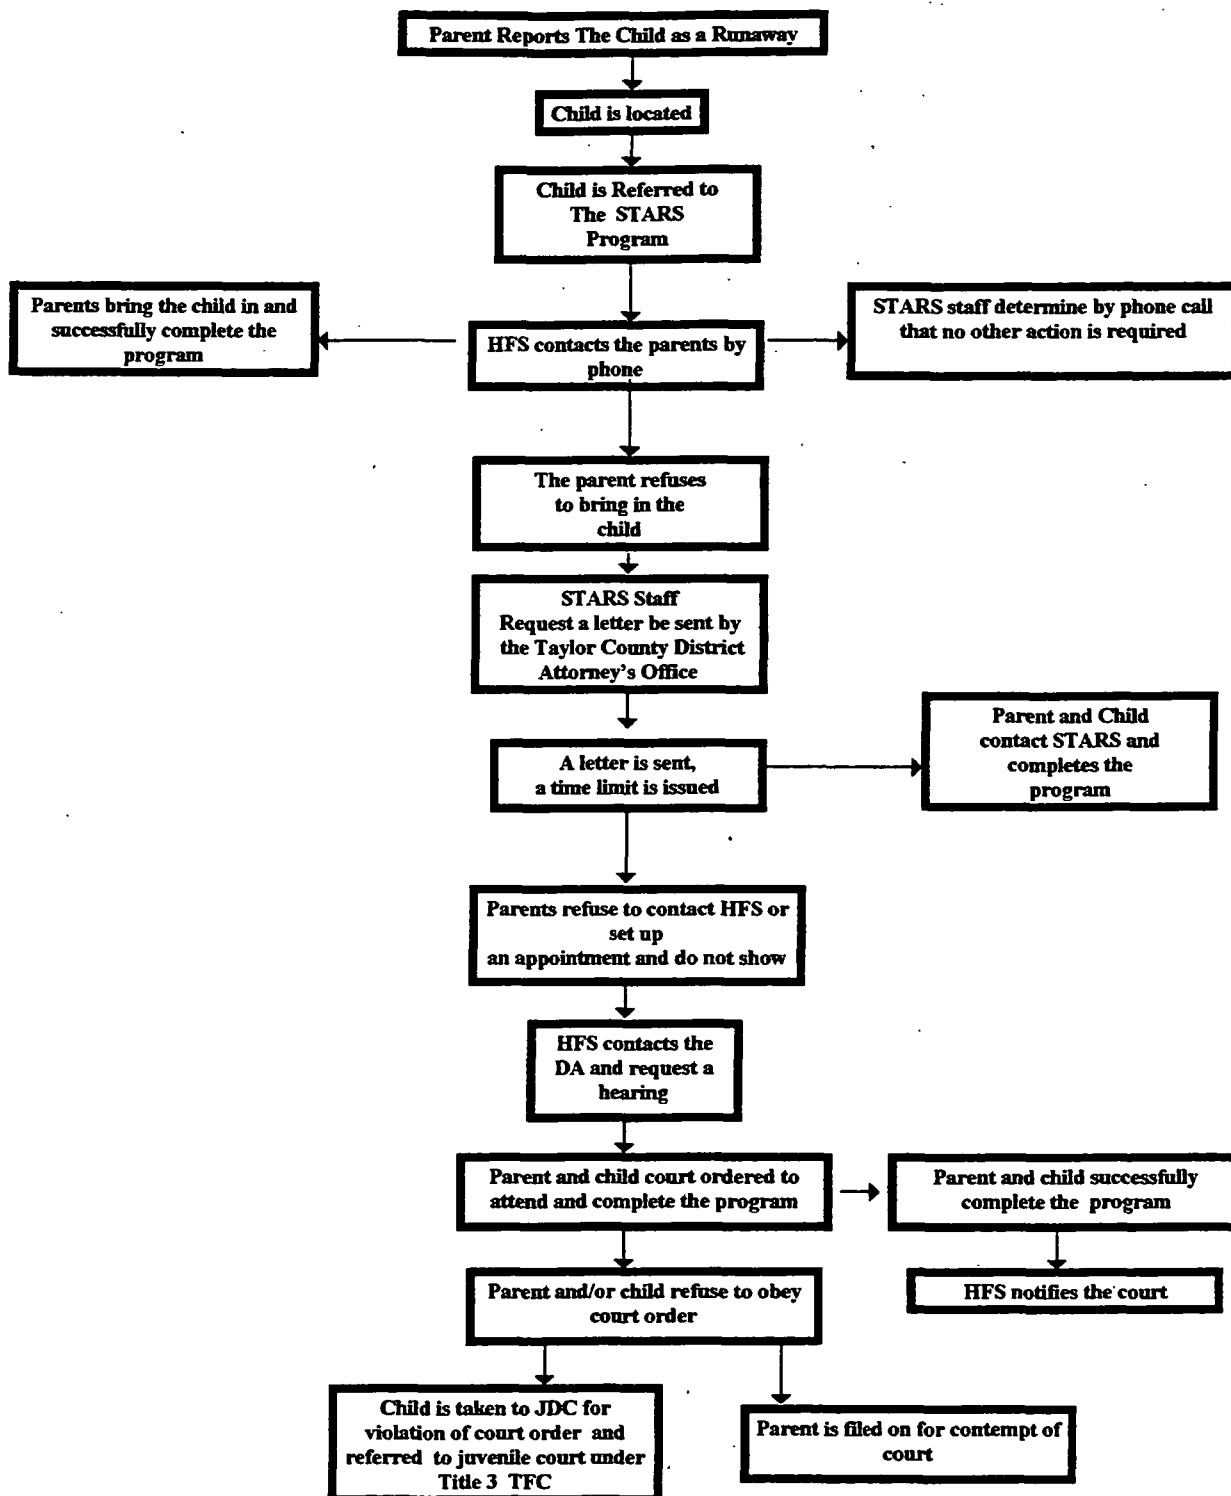 Parent Reports The Child as a Runaway
Child is located
Child is Referred to
The STARS
Program
Parents bring the child in and
successfully complete the
program
HFS contacts the parents by
phone
STARS staff determine by phone call
that no other action is required
The parent refuses
to bring in the
child
STARS Staff
Request a letter be sent by
the Taylor County District
Attorney's Office
A letter is sent,
a time limit is issued
Parent and Child
contact STARS and
completes the
program
Parents refuse to contact HFS or
set up
an appointment and do not show
HFS contacts the
DA and request a
hearing
Parent and child court ordered to
attend and complete the program
Parent and child successfully
complete the program
Parent and/or child refuse to obey
court order
HFS notifies the court
Child is taken to JDC for
violation of court order and
referred to juvenile court under
Title 3 TFC
Parent is filed on for contempt of
court